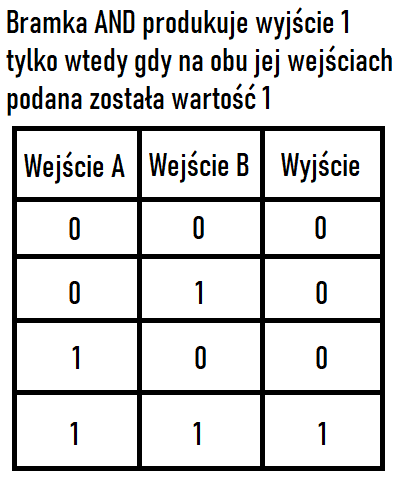 Bramka AND produkuje wyjście 1
tylko wtedy gdy na obu jej wejściach
podana została wartość 1
Wejście A Wejście B Wyjście
0 0 0
0 1 0
1 0 0
1 1 1